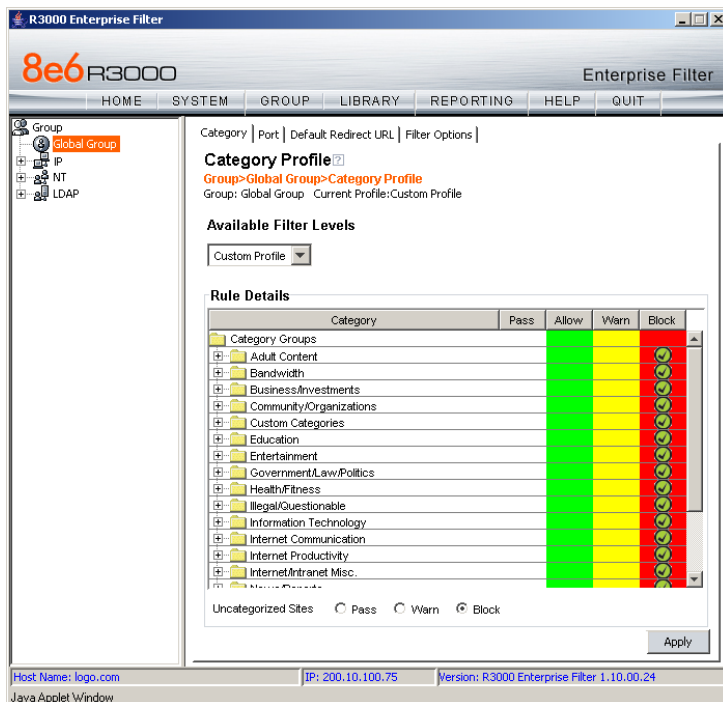 R3000 Enterprise Filter
8e6 R3000
Enterprise Filter
HOME SYSTEM GROUP LIBRARY REPORTING HELP QUIT
Group
Global Group
IP
NT
LDAP
Category Port Default Redirect URL Filter Options
Category Profile ?
Group>Global Group>Category Profile
Group: Global Group Current Profile:Custom Profile
Available Filter Levels
Custom Profile
Rule Details
Category Pass Allow Warn Block
Category Groups
Adult Content
Bandwidth
Business/Investments
Community/Organizations
Custom Categories
Education
Entertainment
Government/Law/Politics
Health/Fitness
Illegal/Questionable
Information Technology
Internet Communication
Internet Productivity
Internet/Intranet Misc.
News/Reports
Uncategorized Sites Pass Warn Block
Apply
Host Name: logo.com IP: 200.10.100.75 Version: R3000 Enterprise Filter 1.10.00.24
Java Applet Window